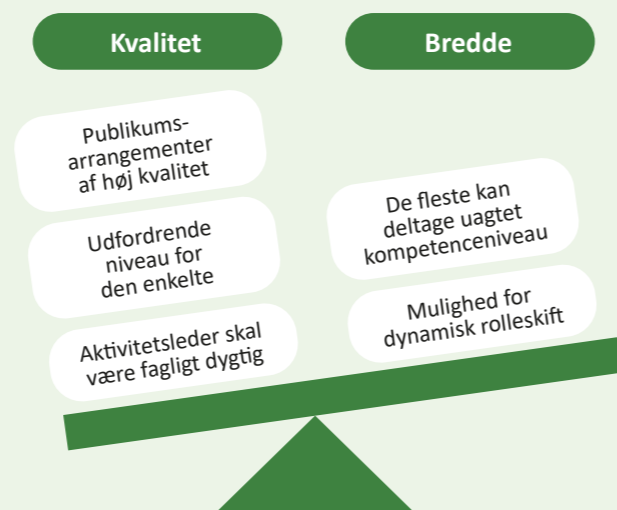 Kvalitet
Publikums-
arrangementer
af høj kvalitet
Udfordrende
niveau for
den enkelte
Aktivitetsleder skal
være fagligt dygtig
Bredde
De fleste kan
deltage uagtet
kompetenceniveau
Mulighed for
dynamisk rolleskift